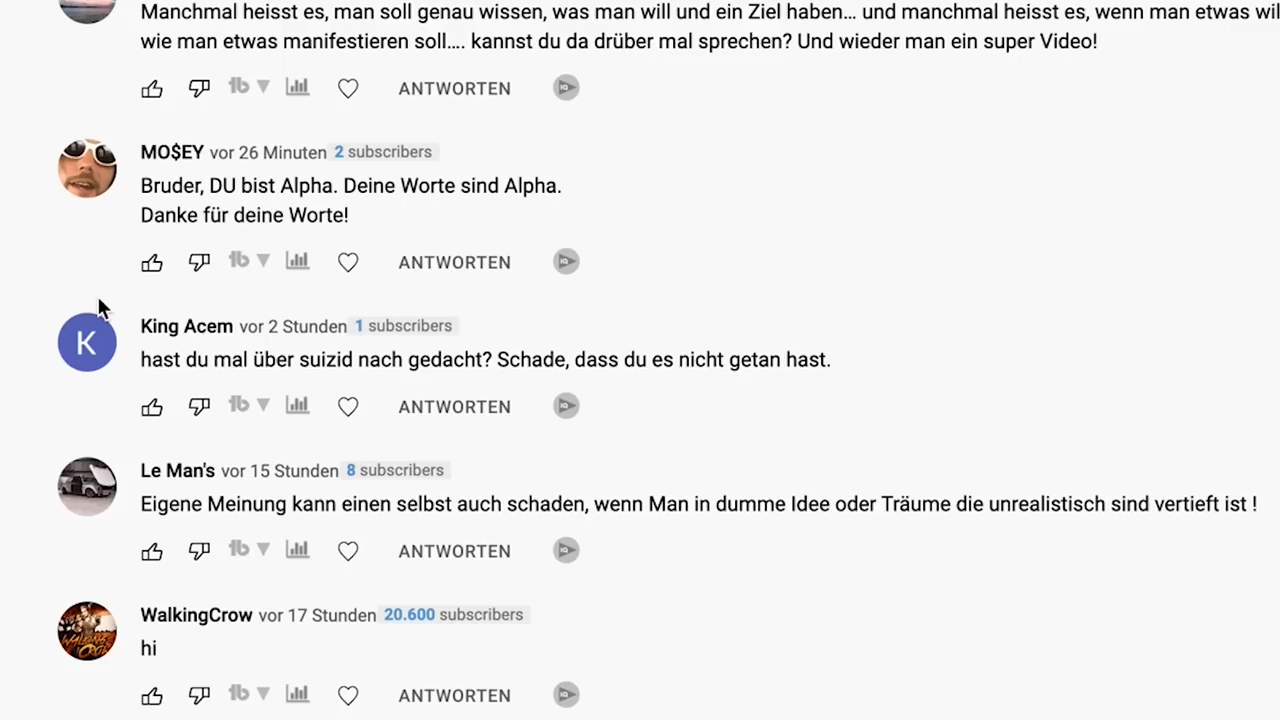 Manchmal heisst es, man soll genau wissen, was man will und ein Ziel haben... und manchmal heisst es, wenn man etwas wil
wie man etwas manifestieren soll.... kannst du da drüber mal sprechen? Und wieder man ein super Video!
ANTWORTEN
MO$EY vor 26 Minuten 2 subscribers
Bruder, DU bist Alpha. Deine Worte sind Alpha.
Danke für deine Worte!
ANTWORTEN
K King Acem vor 2 Stunden 1 subscribers
hast du mal über suizid nach gedacht? Schade, dass du es nicht getan hast.
ANTWORTEN
Le Man's vor 15 Stunden 8 subscribers
Eigene Meinung kann einen selbst auch schaden, wenn Man in dumme Idee oder Träume die unrealistisch sind vertieft ist !
ANTWORTEN
WalkingCrow vor 17 Stunden 20.600 subscribers
hi
ANTWORTEN